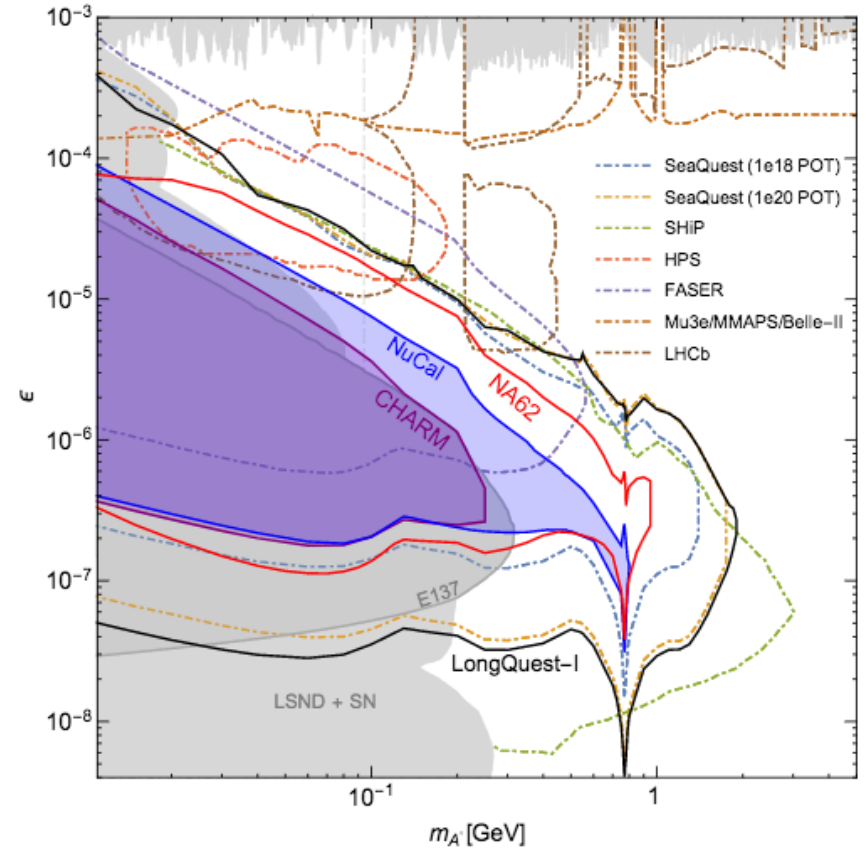 10⁻³
10⁻⁴
10⁻⁵
10⁻⁶
10⁻⁷
10⁻⁸
ϵ
SeaQuest (1e18 POT)
SeaQuest (1e20 POT)
SHiP
HPS
FASER
Mu3e/MMAPS/Belle-II
LHCb
NuCal
NA62
CHARM
E137
LongQuest-I
LSND + SN
10⁻¹
1
m_A' [GeV]